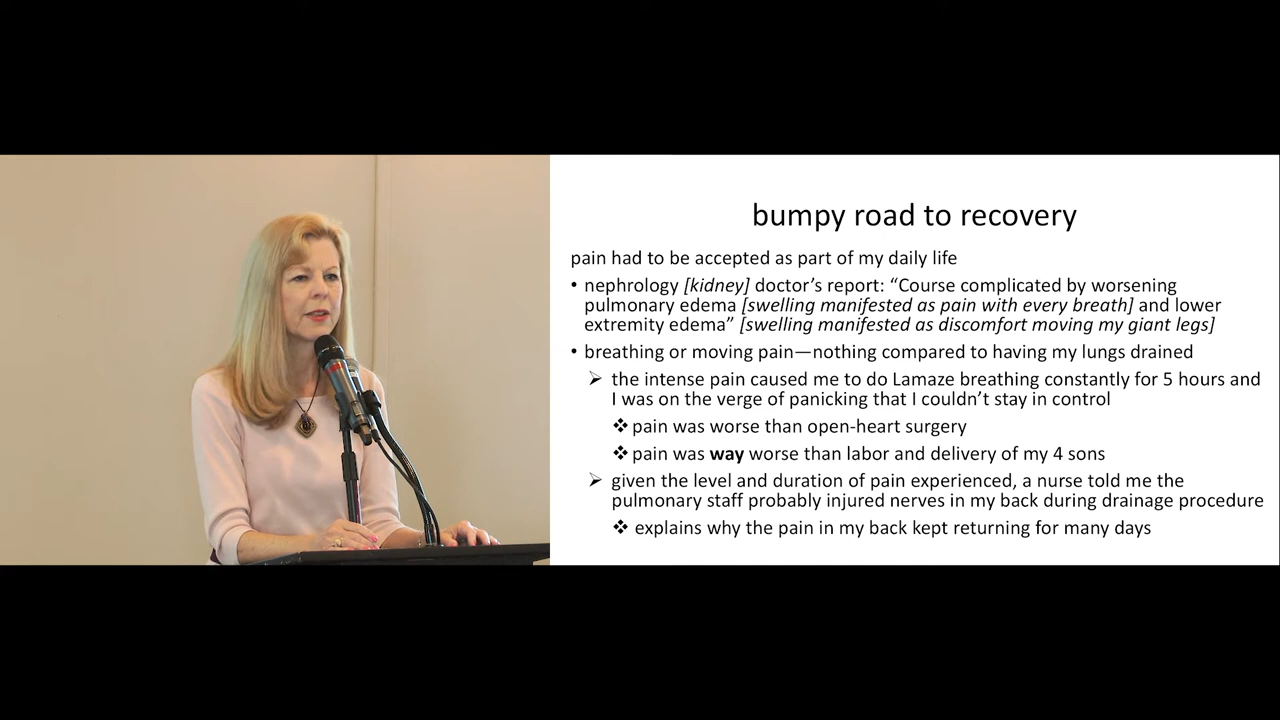 bumpy road to recovery
pain had to be accepted as part of my daily life
• nephrology [kidney] doctor’s report: “Course complicated by worsening
pulmonary edema [swelling manifested as pain with every breath] and lower
extremity edema” [swelling manifested as discomfort moving my giant legs]
• breathing or moving pain—nothing compared to having my lungs drained
➢ the intense pain caused me to do Lamaze breathing constantly for 5 hours and
I was on the verge of panicking that I couldn’t stay in control
❖ pain was worse than open-heart surgery
❖ pain was way worse than labor and delivery of my 4 sons
➢ given the level and duration of pain experienced, a nurse told me the
pulmonary staff probably injured nerves in my back during drainage procedure
❖ explains why the pain in my back kept returning for many days